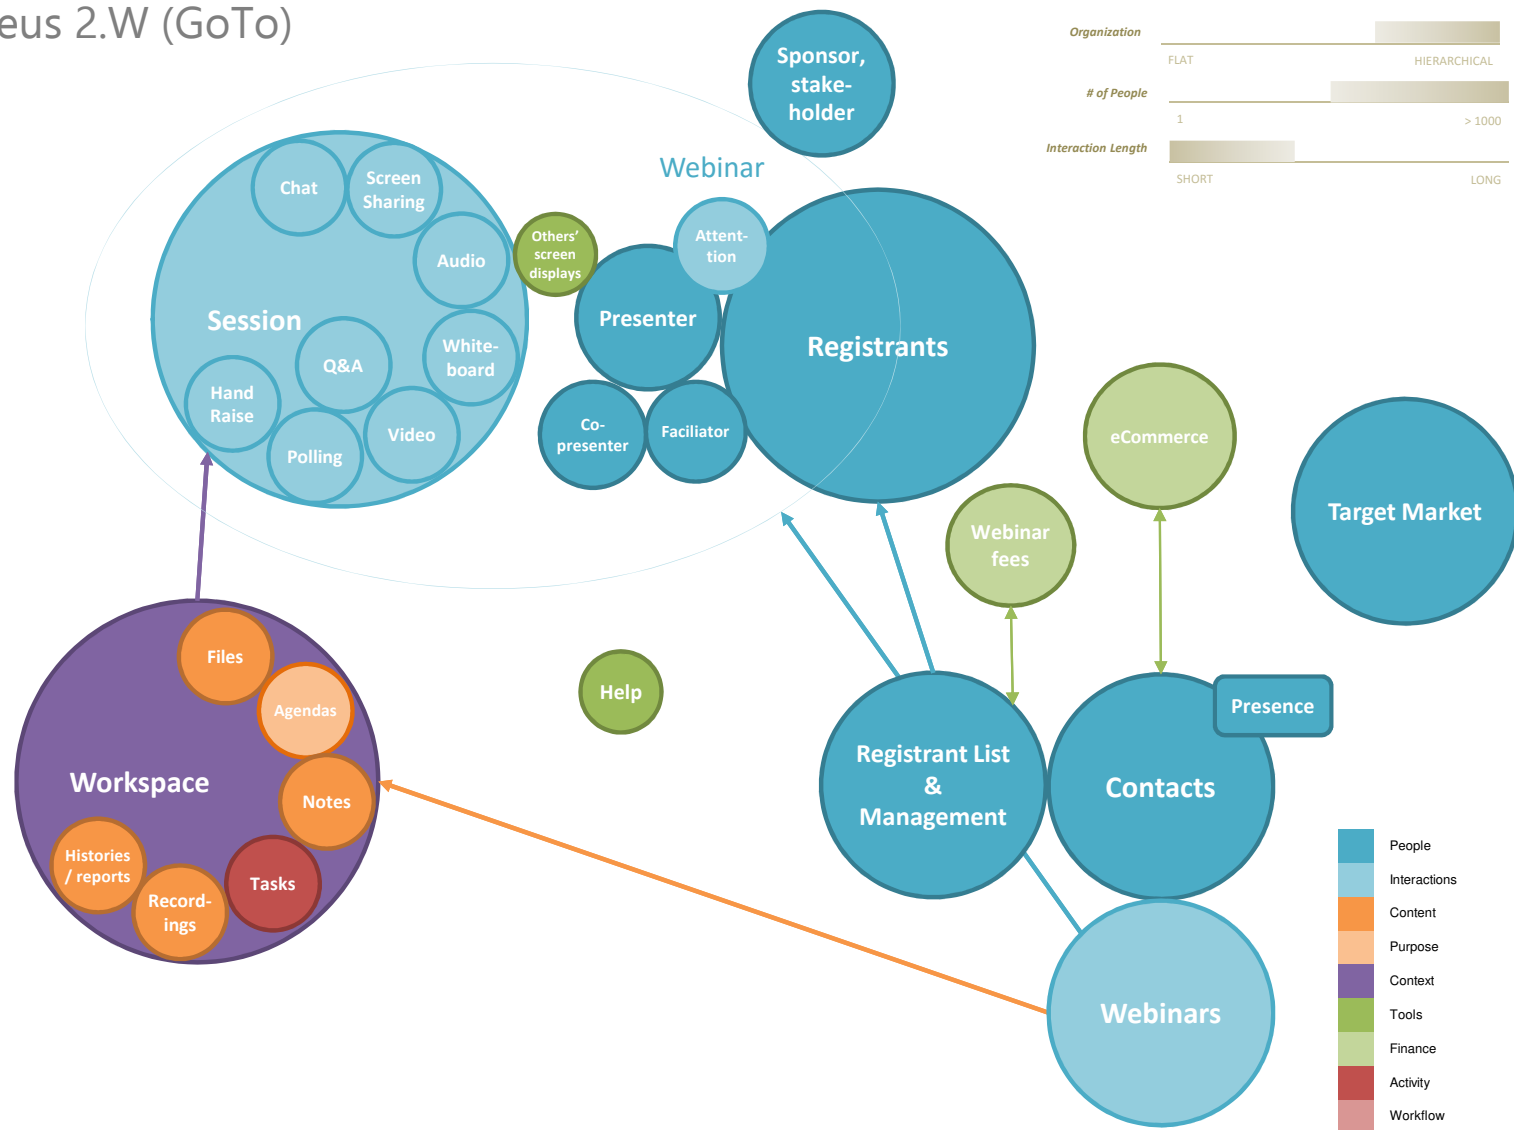 eus 2.W (GoTo)
Organization
FLAT
HIERARCHICAL
# of People
1
> 1000
Interaction Length
SHORT
LONG
Sponsor,
stake-
holder
Webinar
Chat
Screen
Sharing
Audio
Session
Q&A
White-
board
Hand
Raise
Video
Polling
Others'
screen
displays
Attent-
tion
Presenter
Registrants
Co-
presenter
Faciliator
eCommerce
Webinar
fees
Target Market
Files
Agendas
Workspace
Notes
Histories
/ reports
Tasks
Record-
ings
Help
Registrant List
&
Management
Presence
Contacts
Webinars
People
Interactions
Content
Purpose
Context
Tools
Finance
Activity
Workflow